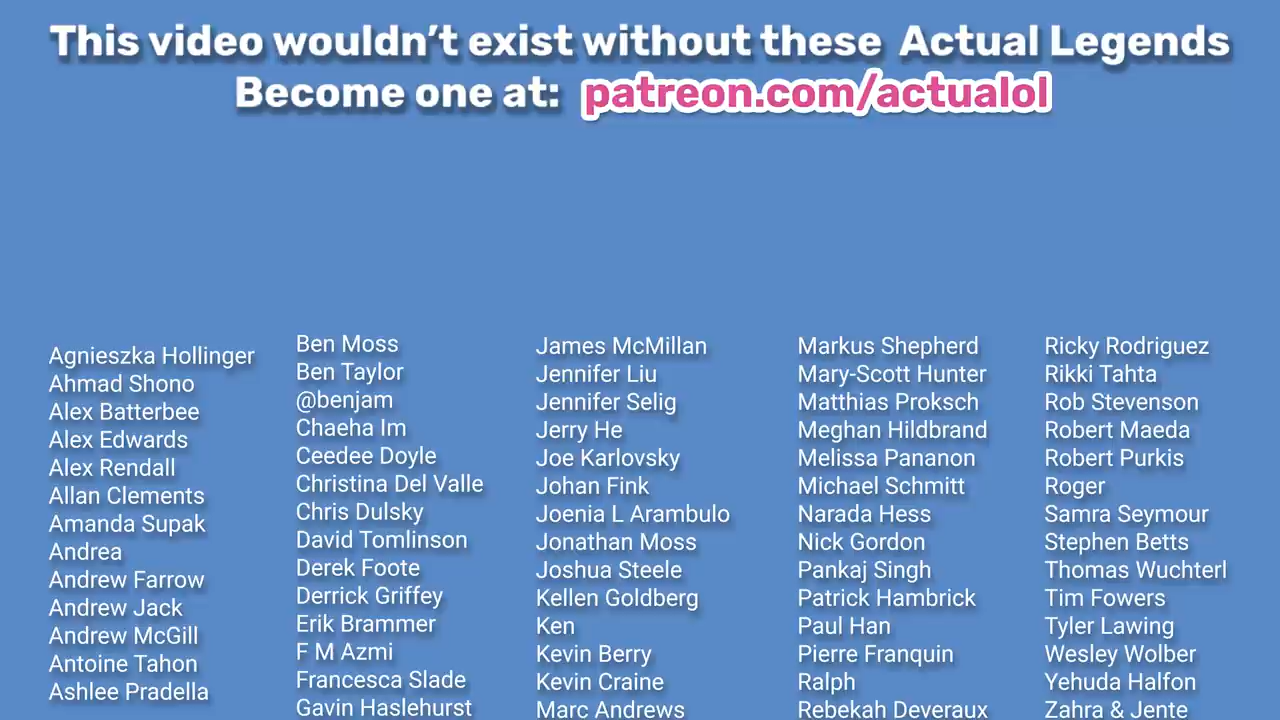 This video wouldn't exist without these Actual Legends
Become one at: patreon.com/actualol
Agnieszka Hollinger
Ahmad Shono
Alex Batterbee
Alex Edwards
Alex Rendall
Allan Clements
Amanda Supak
Andrea
Andrew Farrow
Andrew Jack
Andrew McGill
Antoine Tahon
Ashlee Pradella
Ben Moss
Ben Taylor
@benjam
Chaeha Im
Ceedee Doyle
Christina Del Valle
Chris Dulsky
David Tomlinson
Derek Foote
Derrick Griffey
Erik Brammer
F M Azmi
Francesca Slade
Gavin Haslehurst
James McMillan
Jennifer Liu
Jennifer Selig
Jerry He
Joe Karlovsky
Johan Fink
Joenia L Arambulo
Jonathan Moss
Joshua Steele
Kellen Goldberg
Ken
Kevin Berry
Kevin Craine
Marc Andrews
Markus Shepherd
Mary-Scott Hunter
Matthias Proksch
Meghan Hildbrand
Melissa Pananon
Michael Schmitt
Narada Hess
Nick Gordon
Pankaj Singh
Patrick Hambrick
Paul Han
Pierre Franquin
Ralph
Rebekah Deveraux
Ricky Rodriguez
Rikki Tahta
Rob Stevenson
Robert Maeda
Robert Purkis
Roger
Samra Seymour
Stephen Betts
Thomas Wuchterl
Tim Fowers
Tyler Lawing
Wesley Wolber
Yehuda Halfon
Zahra & Jente